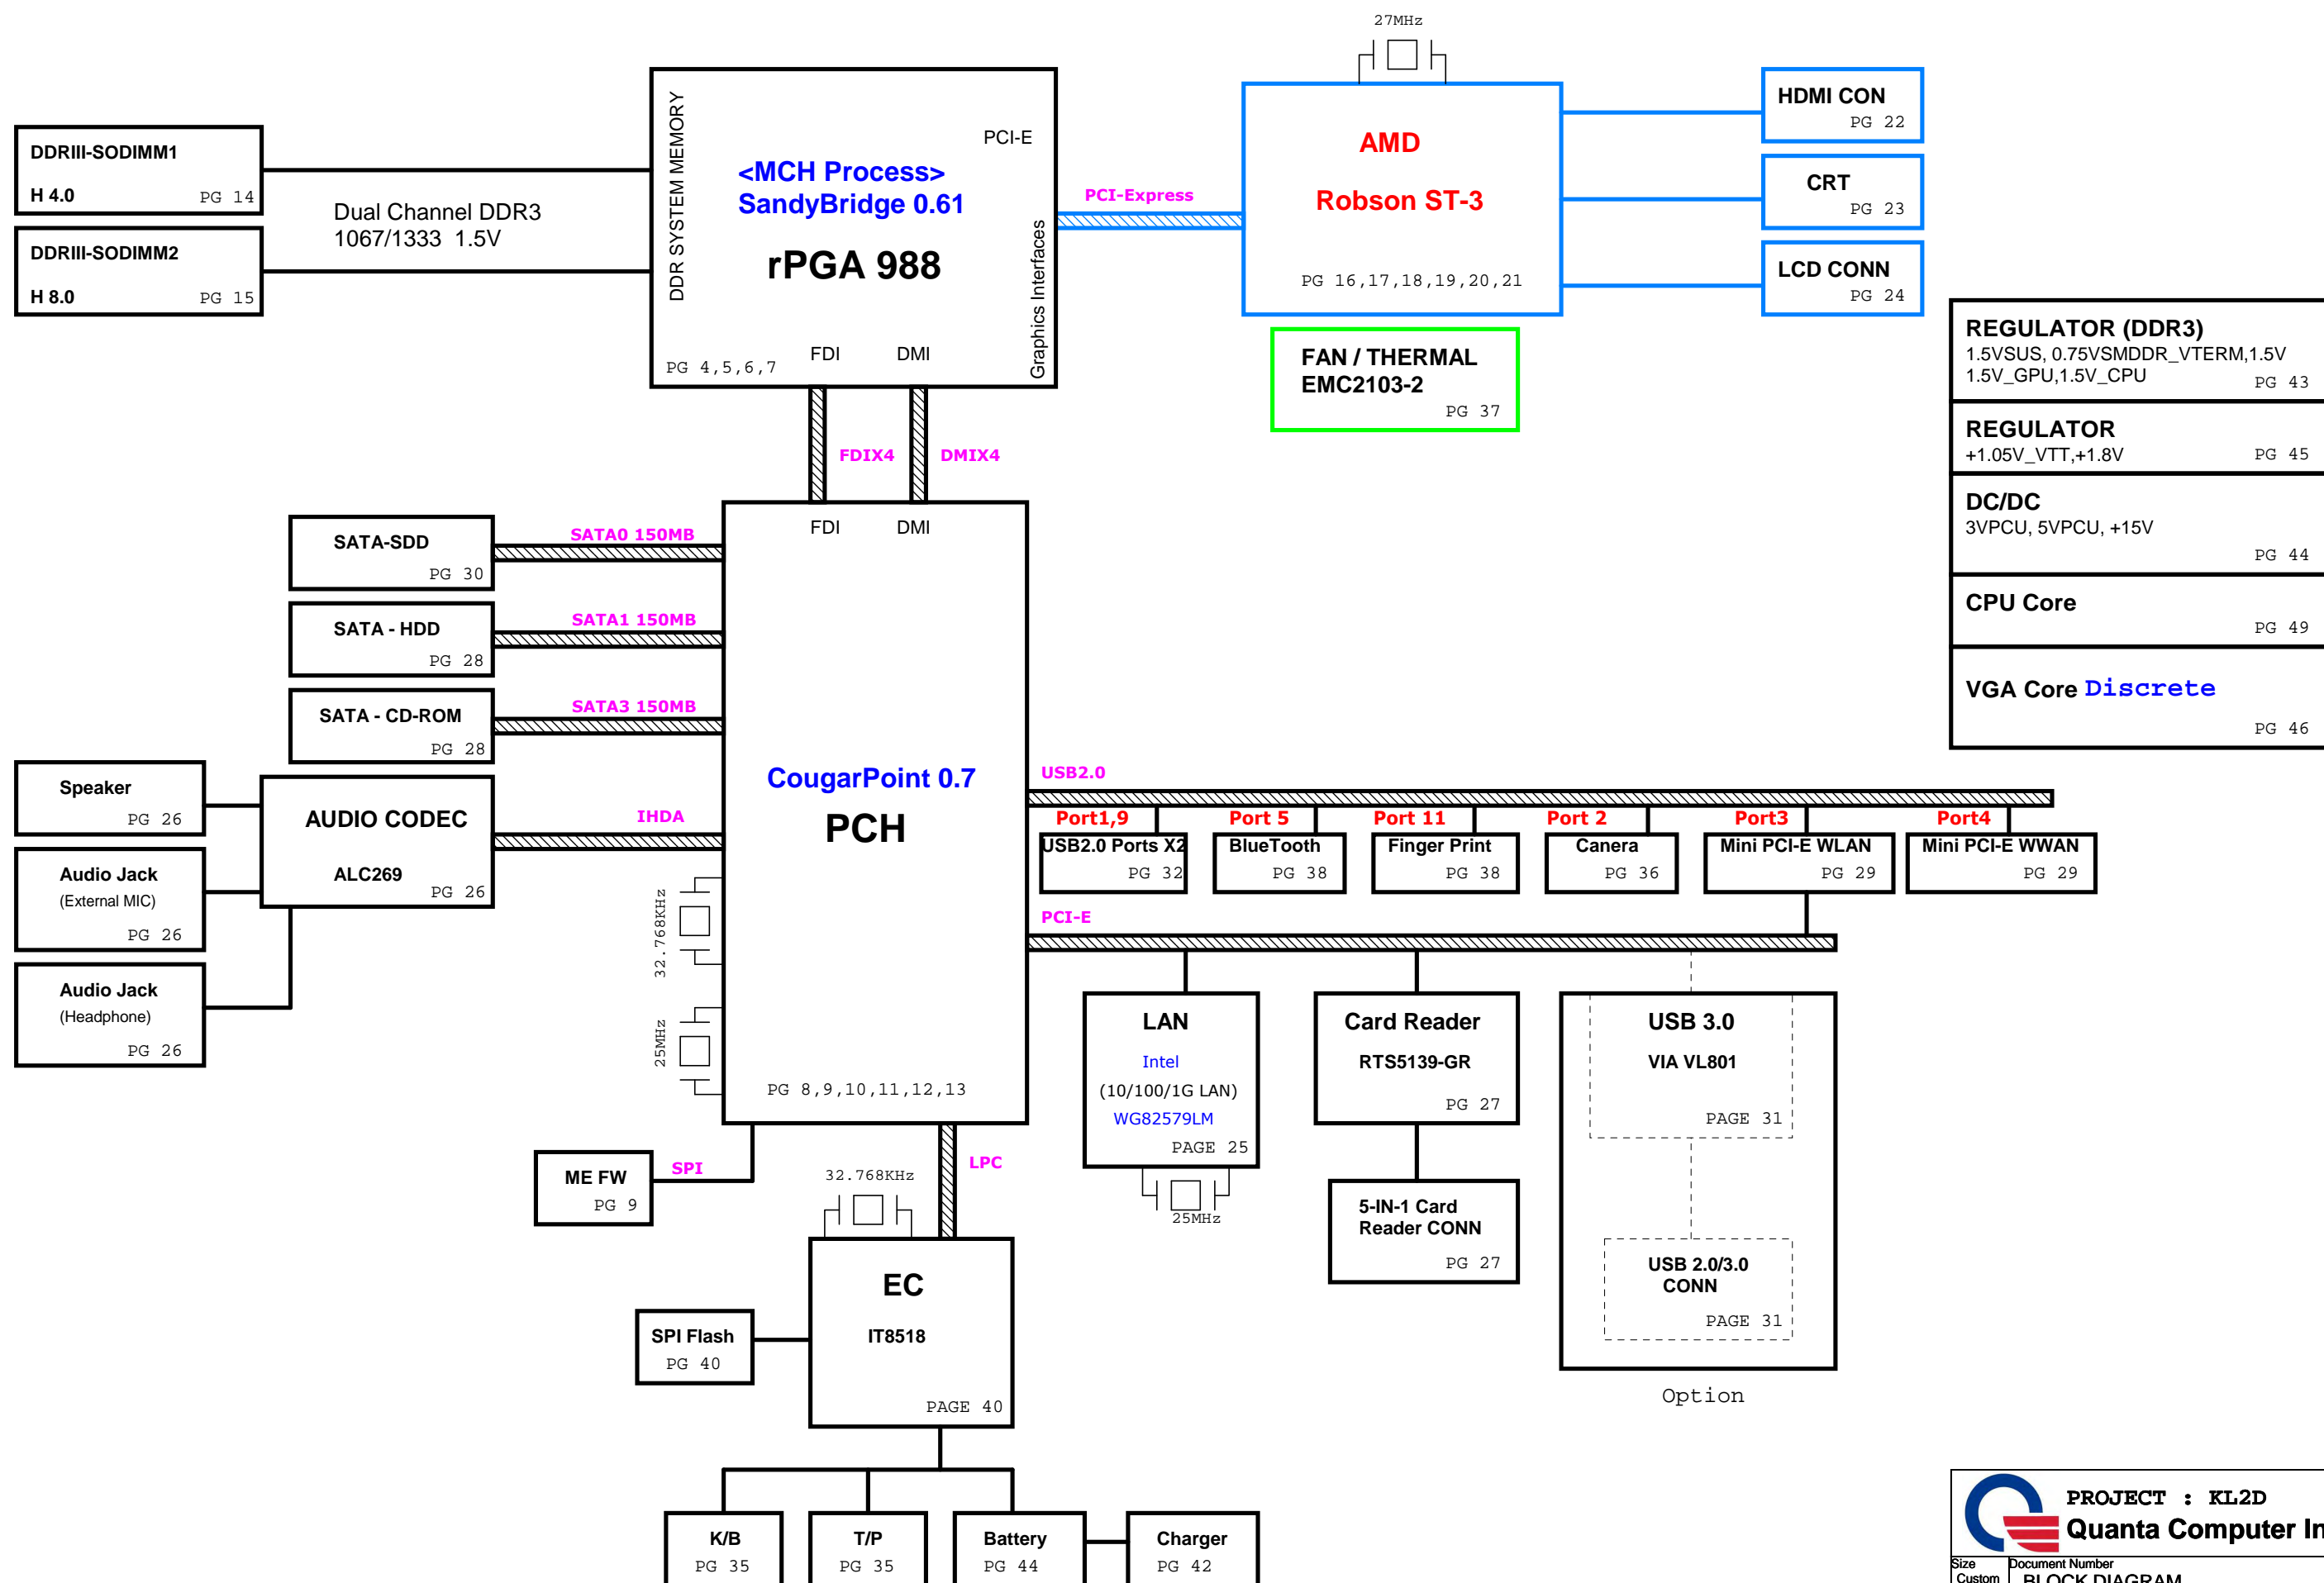 27MHz
DDRIII-SODIMM1
H 4.0 PG 14
DDRIII-SODIMM2
H 8.0 PG 15
Dual Channel DDR3
1067/1333 1.5V
DDR SYSTEM MEMORY
PCI-E
<MCH Process>
SandyBridge 0.61
rPGA 988
Graphics Interfaces
FDI DMI
PG 4,5,6,7
PCI-Express
AMD
Robson ST-3
PG 16,17,18,19,20,21
HDMI CON
PG 22
CRT
PG 23
LCD CONN
PG 24
FAN / THERMAL
EMC2103-2
PG 37
REGULATOR (DDR3)
1.5VSUS, 0.75VSMDDR_VTERM,1.5V
1.5V_GPU,1.5V_CPU PG 43
REGULATOR
+1.05V_VTT,+1.8V PG 45
DC/DC
3VPCU, 5VPCU, +15V
PG 44
CPU Core
PG 49
VGA Core Discrete
PG 46
FDIX4 DMIX4
FDI DMI
SATA-SDD
PG 30
SATA0 150MB
SATA - HDD
PG 28
SATA1 150MB
SATA - CD-ROM
PG 28
SATA3 150MB
Speaker
PG 26
Audio Jack
(External MIC)
PG 26
Audio Jack
(Headphone)
PG 26
AUDIO CODEC
ALC269
PG 26
IHDA
32.768KHz
25MHz
CougarPoint 0.7
PCH
PG 8,9,10,11,12,13
USB2.0
Port1,9 Port 5 Port 11 Port 2 Port3 Port4
USB2.0 Ports X2
PG 32
BlueTooth
PG 38
Finger Print
PG 38
Canera
PG 36
Mini PCI-E WLAN
PG 29
Mini PCI-E WWAN
PG 29
PCI-E
LAN
Intel
(10/100/1G LAN)
WG82579LM
PAGE 25
25MHz
Card Reader
RTS5139-GR
PG 27
5-IN-1 Card
Reader CONN
PG 27
USB 3.0
VIA VL801
PAGE 31
USB 2.0/3.0
CONN
PAGE 31
Option
ME FW
PG 9
SPI
LPC
32.768KHz
EC
IT8518
PAGE 40
SPI Flash
PG 40
K/B
PG 35
T/P
PG 35
Battery
PG 44
Charger
PG 42
PROJECT : KL2D
Quanta Computer In
Size Document Number
Custom BLOCK DIAGRAM